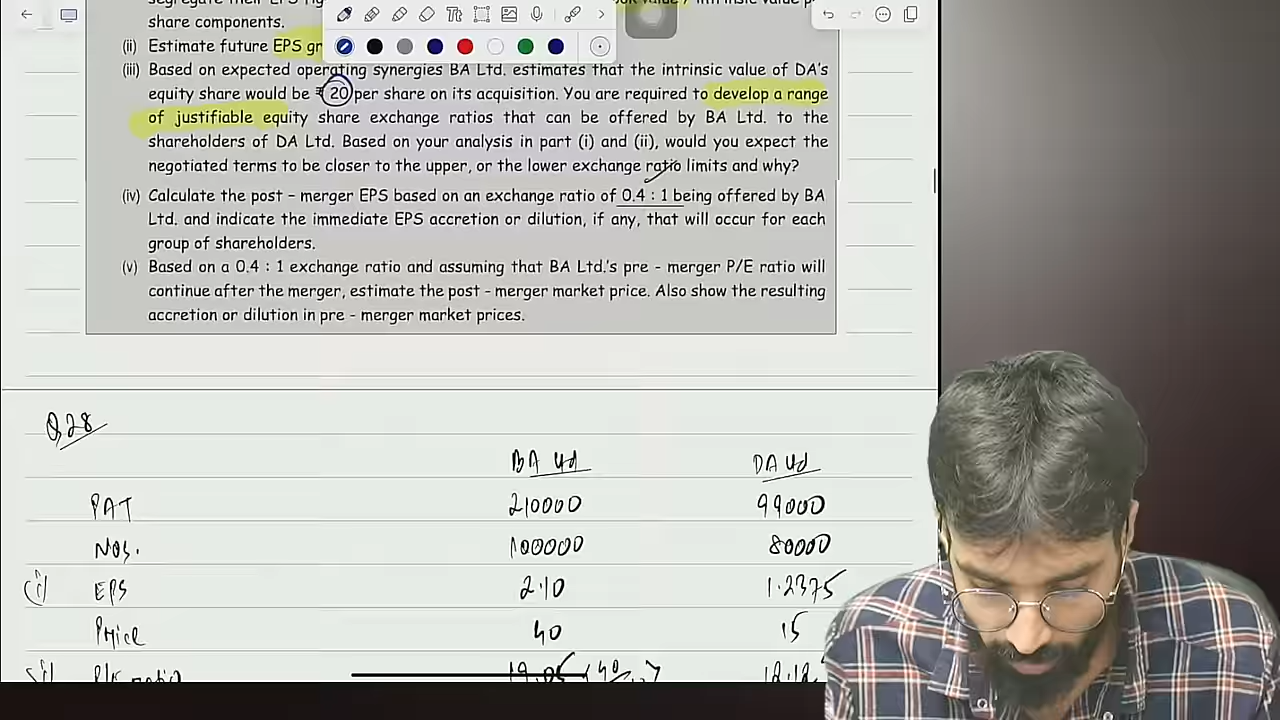 share components.
(ii) Estimate future EPS gr
(iii) Based on expected operating synergies BA Ltd. estimates that the intrinsic value of DA's
equity share would be ₹ 20 per share on its acquisition. You are required to develop a range
of justifiable equity share exchange ratios that can be offered by BA Ltd. to the
shareholders of DA Ltd. Based on your analysis in part (i) and (ii), would you expect the
negotiated terms to be closer to the upper, or the lower exchange ratio limits and why?
(iv) Calculate the post – merger EPS based on an exchange ratio of 0.4 : 1 being offered by BA
Ltd. and indicate the immediate EPS accretion or dilution, if any, that will occur for each
group of shareholders.
(v) Based on a 0.4 : 1 exchange ratio and assuming that BA Ltd.'s pre - merger P/E ratio will
continue after the merger, estimate the post - merger market price. Also show the resulting
accretion or dilution in pre - merger market prices.
Q.28
BA Ltd DA Ltd
PAT 210000 99000
Nos. 100000 80000
(i) EPS 2.10 1.2375
Price 40 15